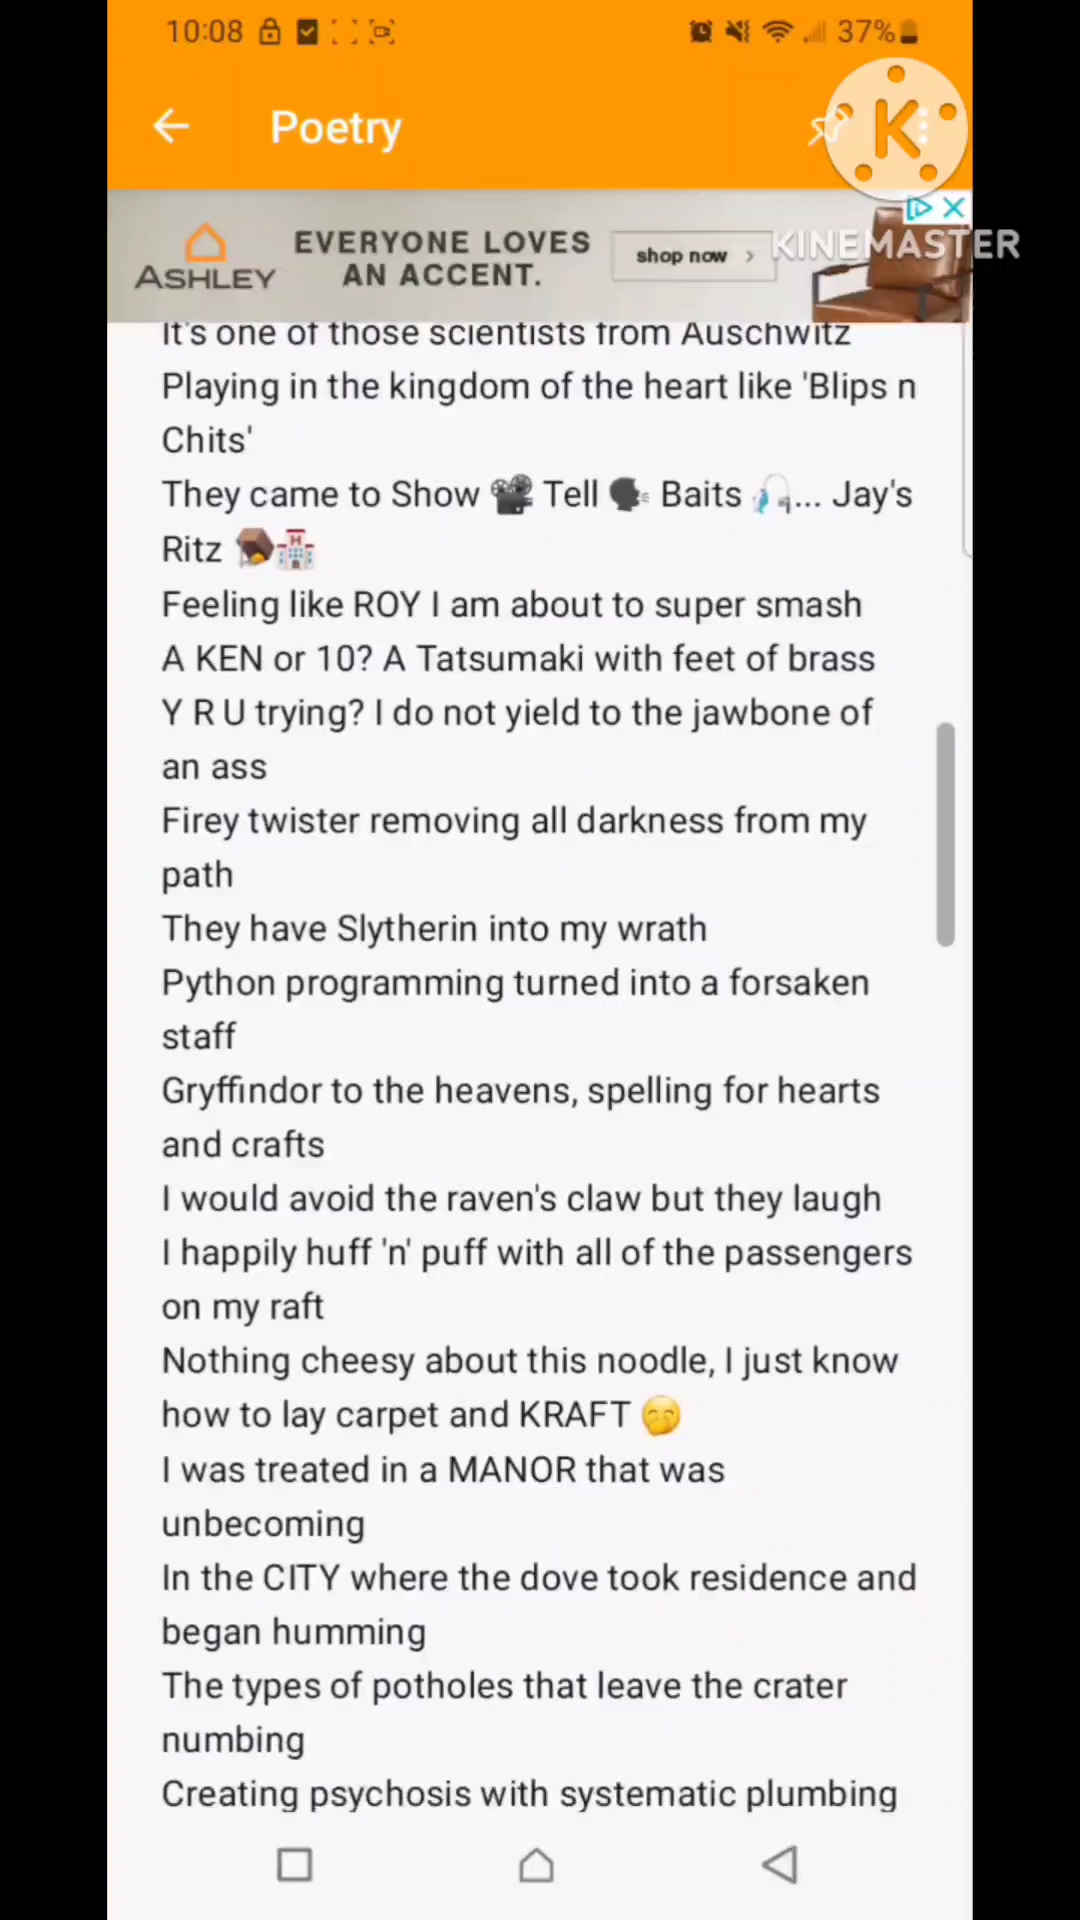 10:08 37%
Poetry
K
KINEMASTER
ASHLEY
EVERYONE LOVES
AN ACCENT.
shop now >
It's one of those scientists from Auschwitz
Playing in the kingdom of the heart like 'Blips n
Chits'
They came to Show 🎥 Tell 🗣 Baits 🎣... Jay's
Ritz 🪤🏩
Feeling like ROY I am about to super smash
A KEN or 10? A Tatsumaki with feet of brass
Y R U trying? I do not yield to the jawbone of
an ass
Firey twister removing all darkness from my
path
They have Slytherin into my wrath
Python programming turned into a forsaken
staff
Gryffindor to the heavens, spelling for hearts
and crafts
I would avoid the raven's claw but they laugh
I happily huff 'n' puff with all of the passengers
on my raft
Nothing cheesy about this noodle, I just know
how to lay carpet and KRAFT 🤭
I was treated in a MANOR that was
unbecoming
In the CITY where the dove took residence and
began humming
The types of potholes that leave the crater
numbing
Creating psychosis with systematic plumbing